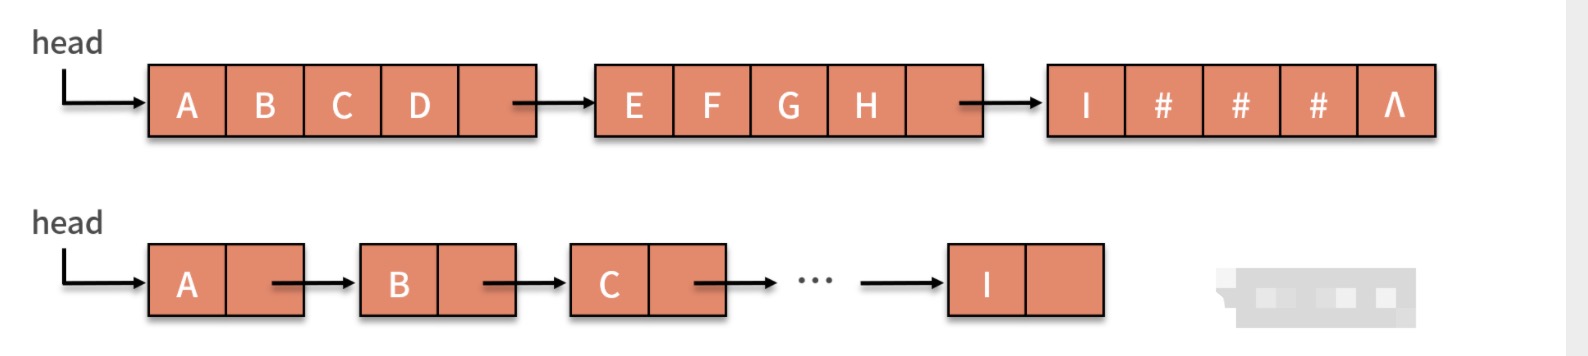 head
A B C D
E F G H
I # # # Λ
head
A
B
C
...
I